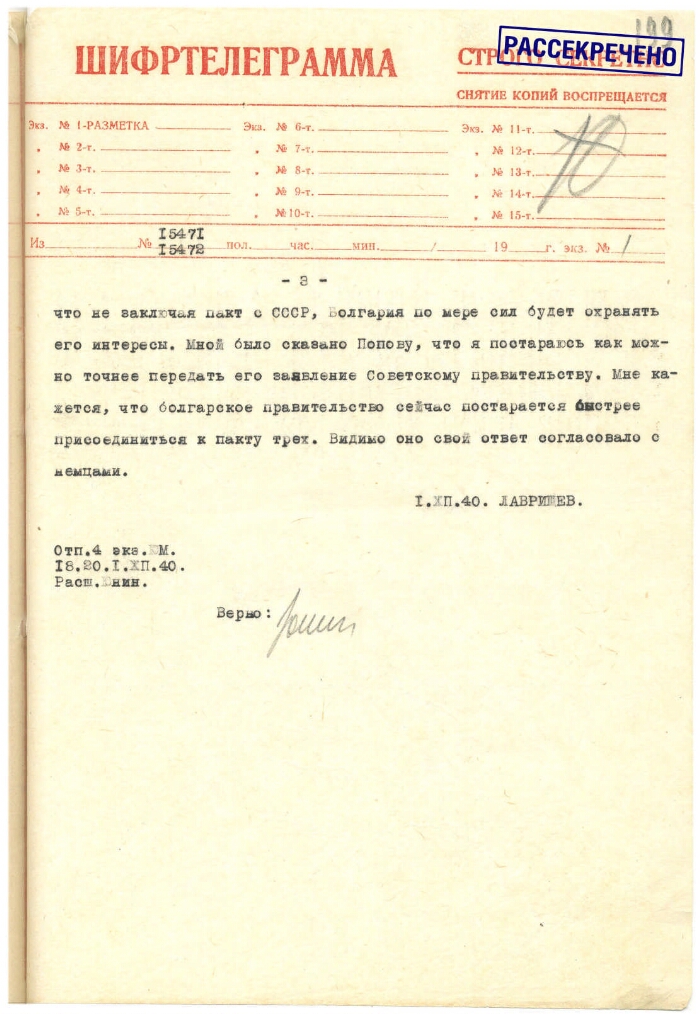 199
РАССЕКРЕЧЕНО
ШИФРТЕЛЕГРАММА
СТРОГО СЕКРЕТНО
СНЯТИЕ КОПИЙ ВОСПРЕЩАЕТСЯ
Экз. № 1-РАЗМЕТКА Экз. № 6-т. Экз. № 11-т.
„ № 2-т. „ № 7-т. „ № 12-т.
„ № 3-т. „ № 8-т. „ № 13-т.
„ № 4-т. „ № 9-т. „ № 14-т.
„ № 5-т. „ № 10-т. „ № 15-т.
15471
Из № 15472 пол. час. мин. / 19 г. экз. № 1
- 3 -
что не заключая пакт с СССР, Болгария по мере сил будет охранять
его интересы. Мной было сказано Попову, что я постараюсь как мож-
но точнее передать его заявление Советскому правительству. Мне ка-
жется, что болгарское правительство сейчас постарается быстрее
присоединиться к пакту трех. Видимо оно свой ответ согласовало с
немцами.
I.ХП.40. ЛАВРИЩЕВ.
Отп.4 экз.ЮМ.
18.20.I.ХП.40.
Расш.Юнин.
Верно: